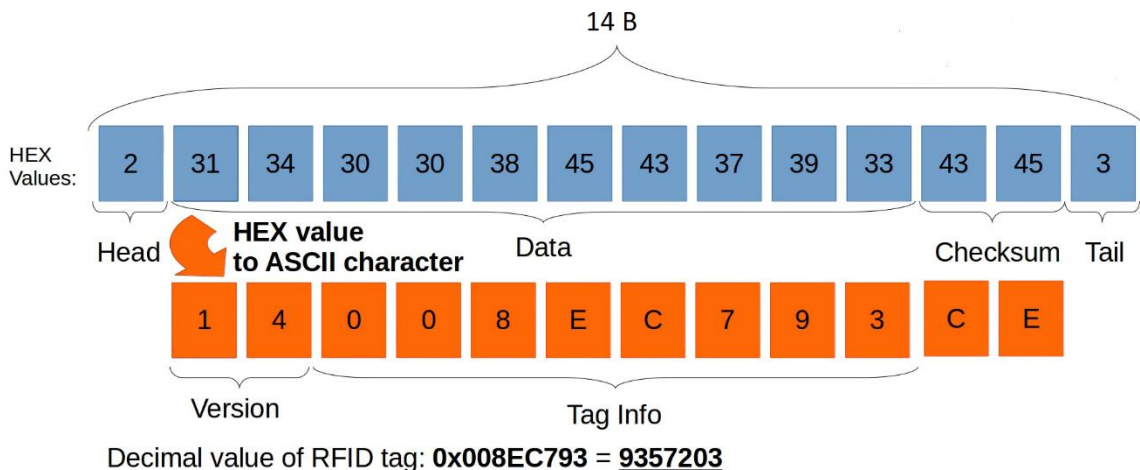 14 B
HEX
Values:
2 31 34 30 30 38 45 43 37 39 33 43 45 3
Head Data Checksum Tail
HEX value
to ASCII character
1 4 0 0 8 E C 7 9 3 C E
Version Tag Info
Decimal value of RFID tag: 0x008EC793 = 9357203